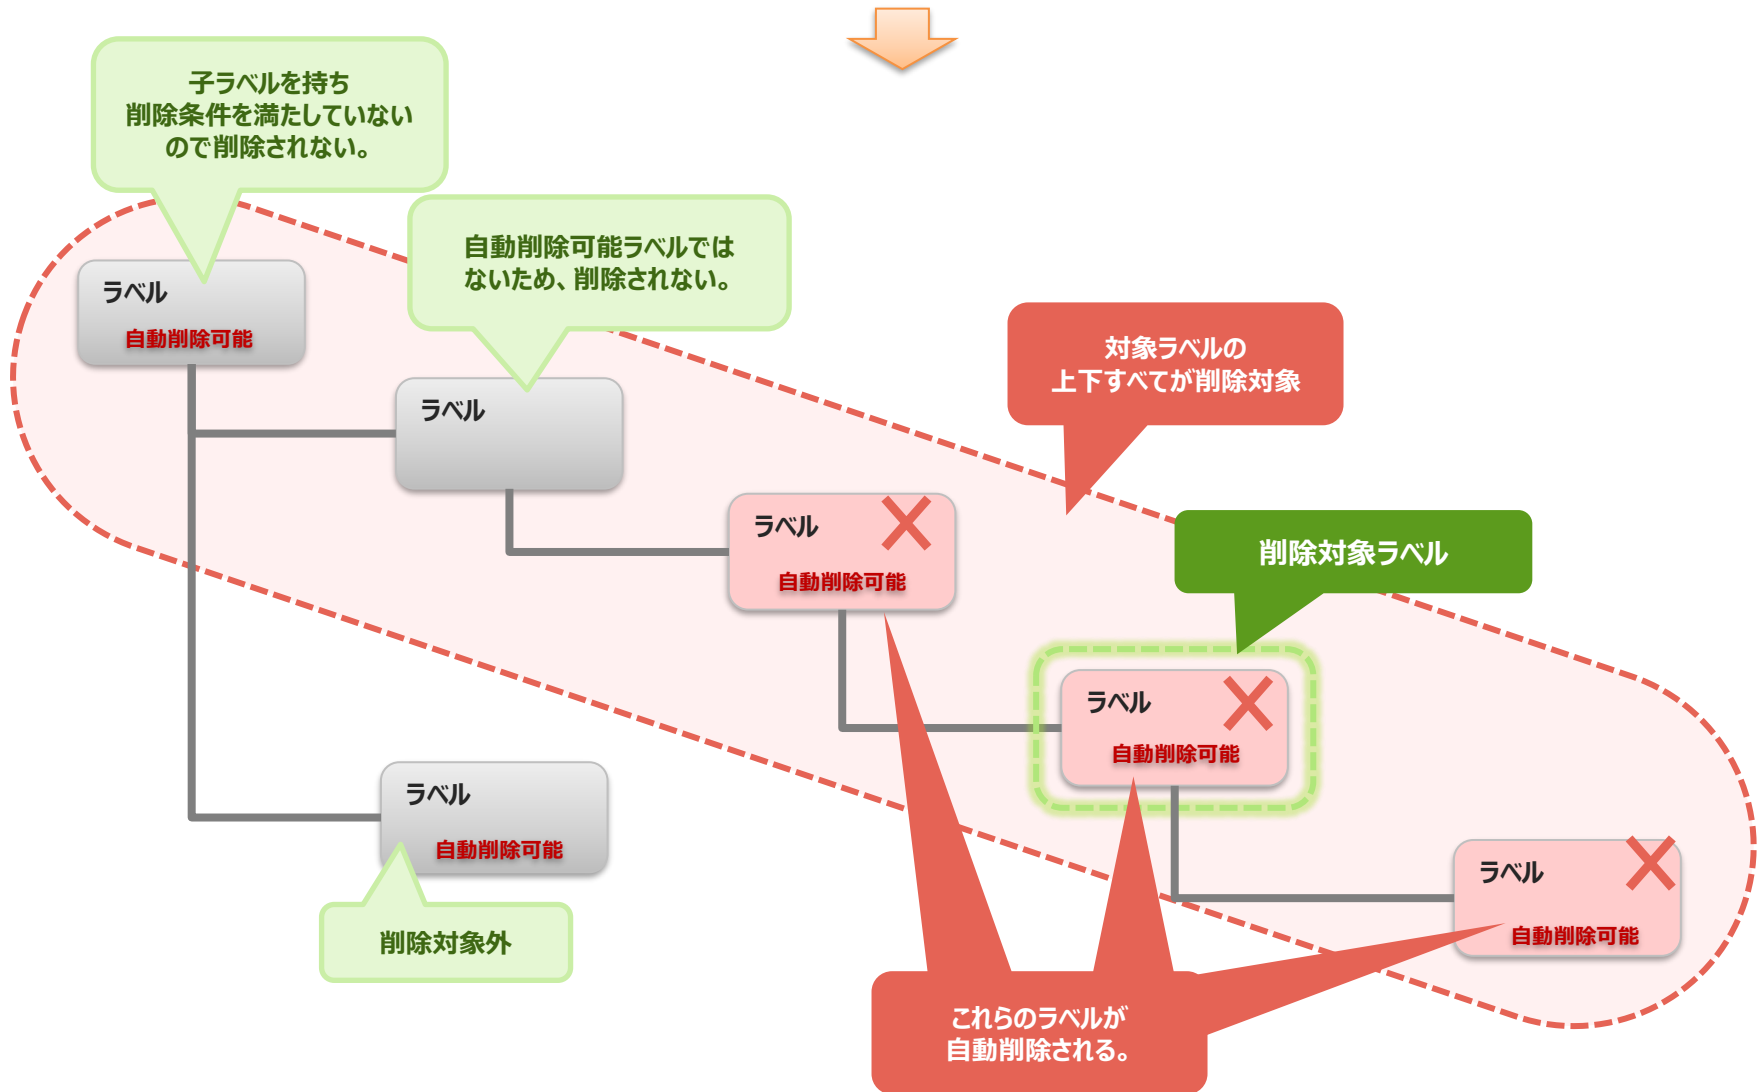 子ラベルを持ち
削除条件を満たしていない
ので削除されない。
自動削除可能ラベルでは
ないため、削除されない。
ラベル
自動削除可能
対象ラベルの
上下すべてが削除対象
ラベル
ラベル
自動削除可能
削除対象ラベル
ラベル
自動削除可能
ラベル
自動削除可能
ラベル
自動削除可能
削除対象外
これらのラベルが
自動削除される。